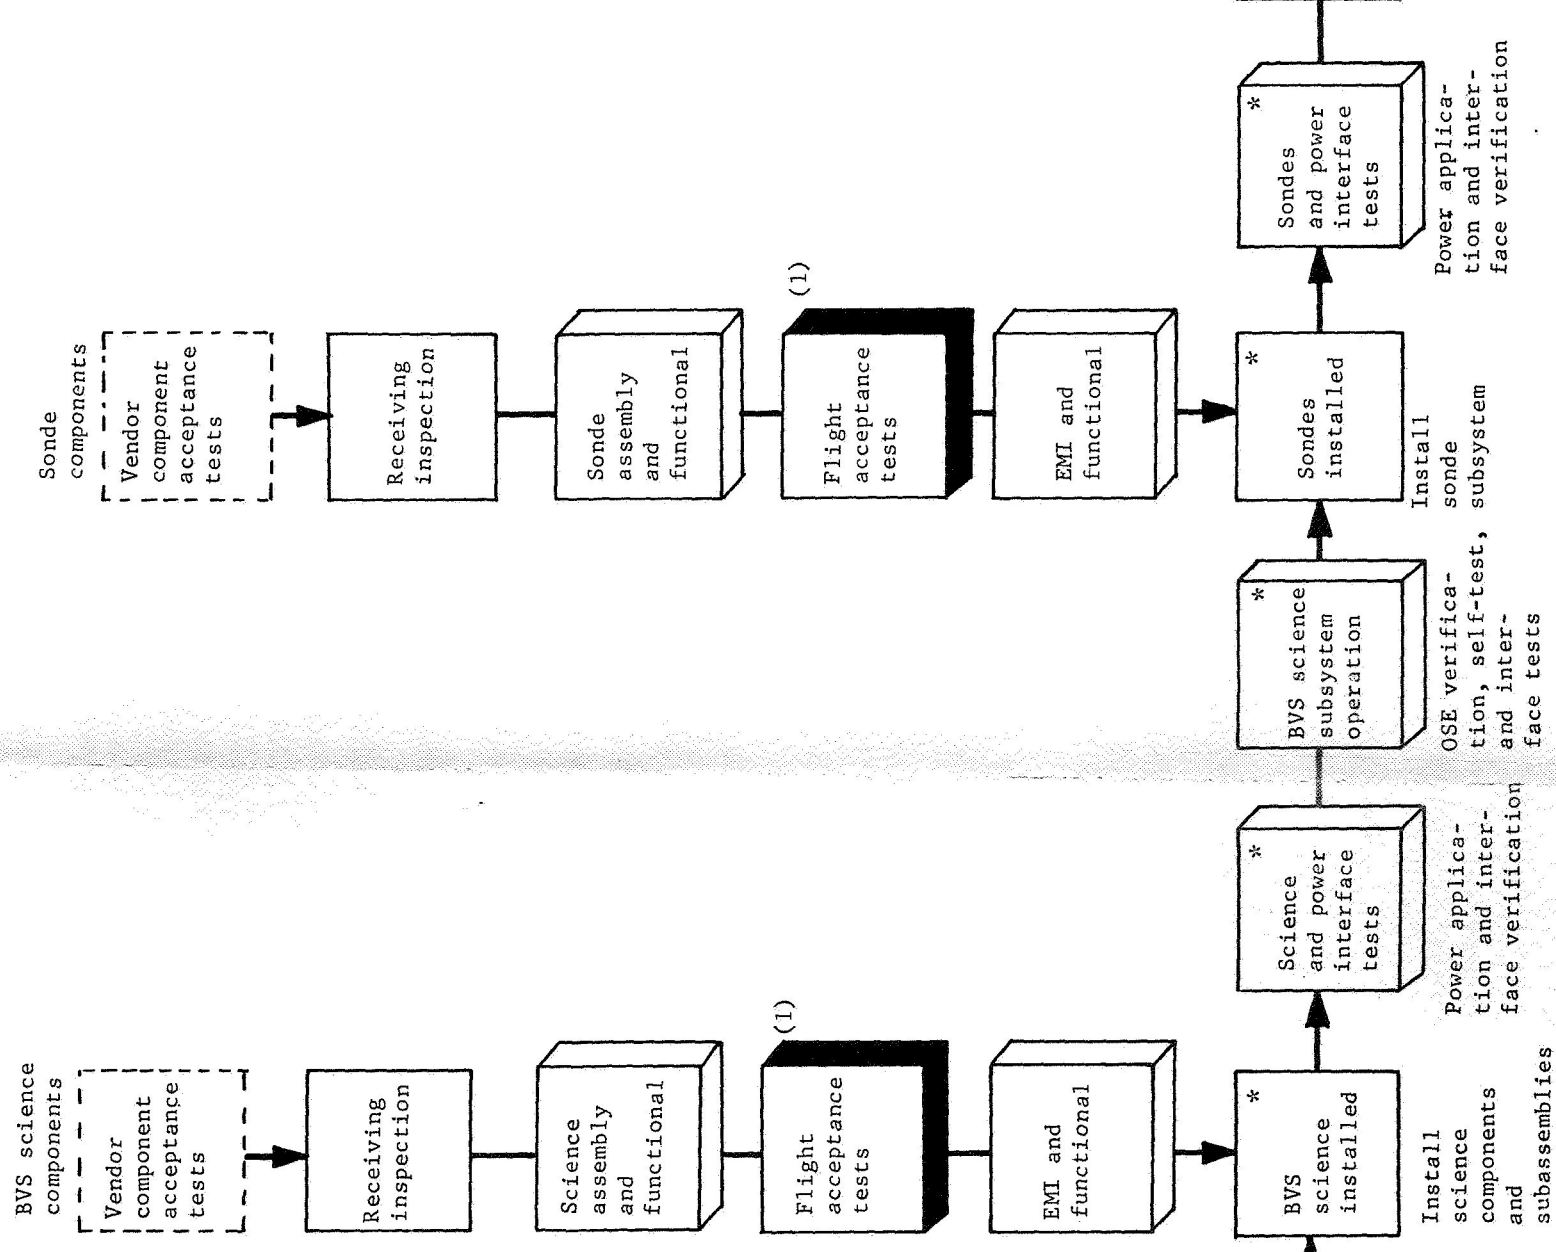 BVS science
components
Vendor
component
acceptance
tests
Receiving
inspection
Science
assembly
and
functional
(1)
Flight
acceptance
tests
EMI and
functional
*
BVS
science
installed
Install
science
components
and
subassemblies
*
Science
and power
interface
tests
Power applica-
tion and inter-
face verification
*
BVS science
subsystem
operation
OSE verifica-
tion, self-test,
and inter-
face tests
Sonde
components
Vendor
component
acceptance
tests
Receiving
inspection
Sonde
assembly
and
functional
(1)
Flight
acceptance
tests
EMI and
functional
*
Sondes
installed
Install
sonde
subsystem
*
Sondes
and power
interface
tests
Power applica-
tion and inter-
face verification